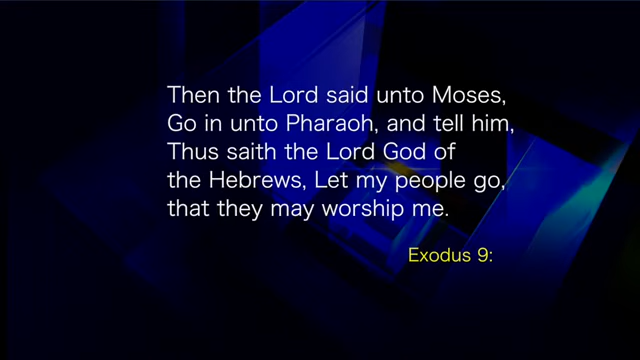 Then the Lord said unto Moses,
Go in unto Pharaoh, and tell him,
Thus saith the Lord God of
the Hebrews, Let my people go,
that they may worship me.
Exodus 9: